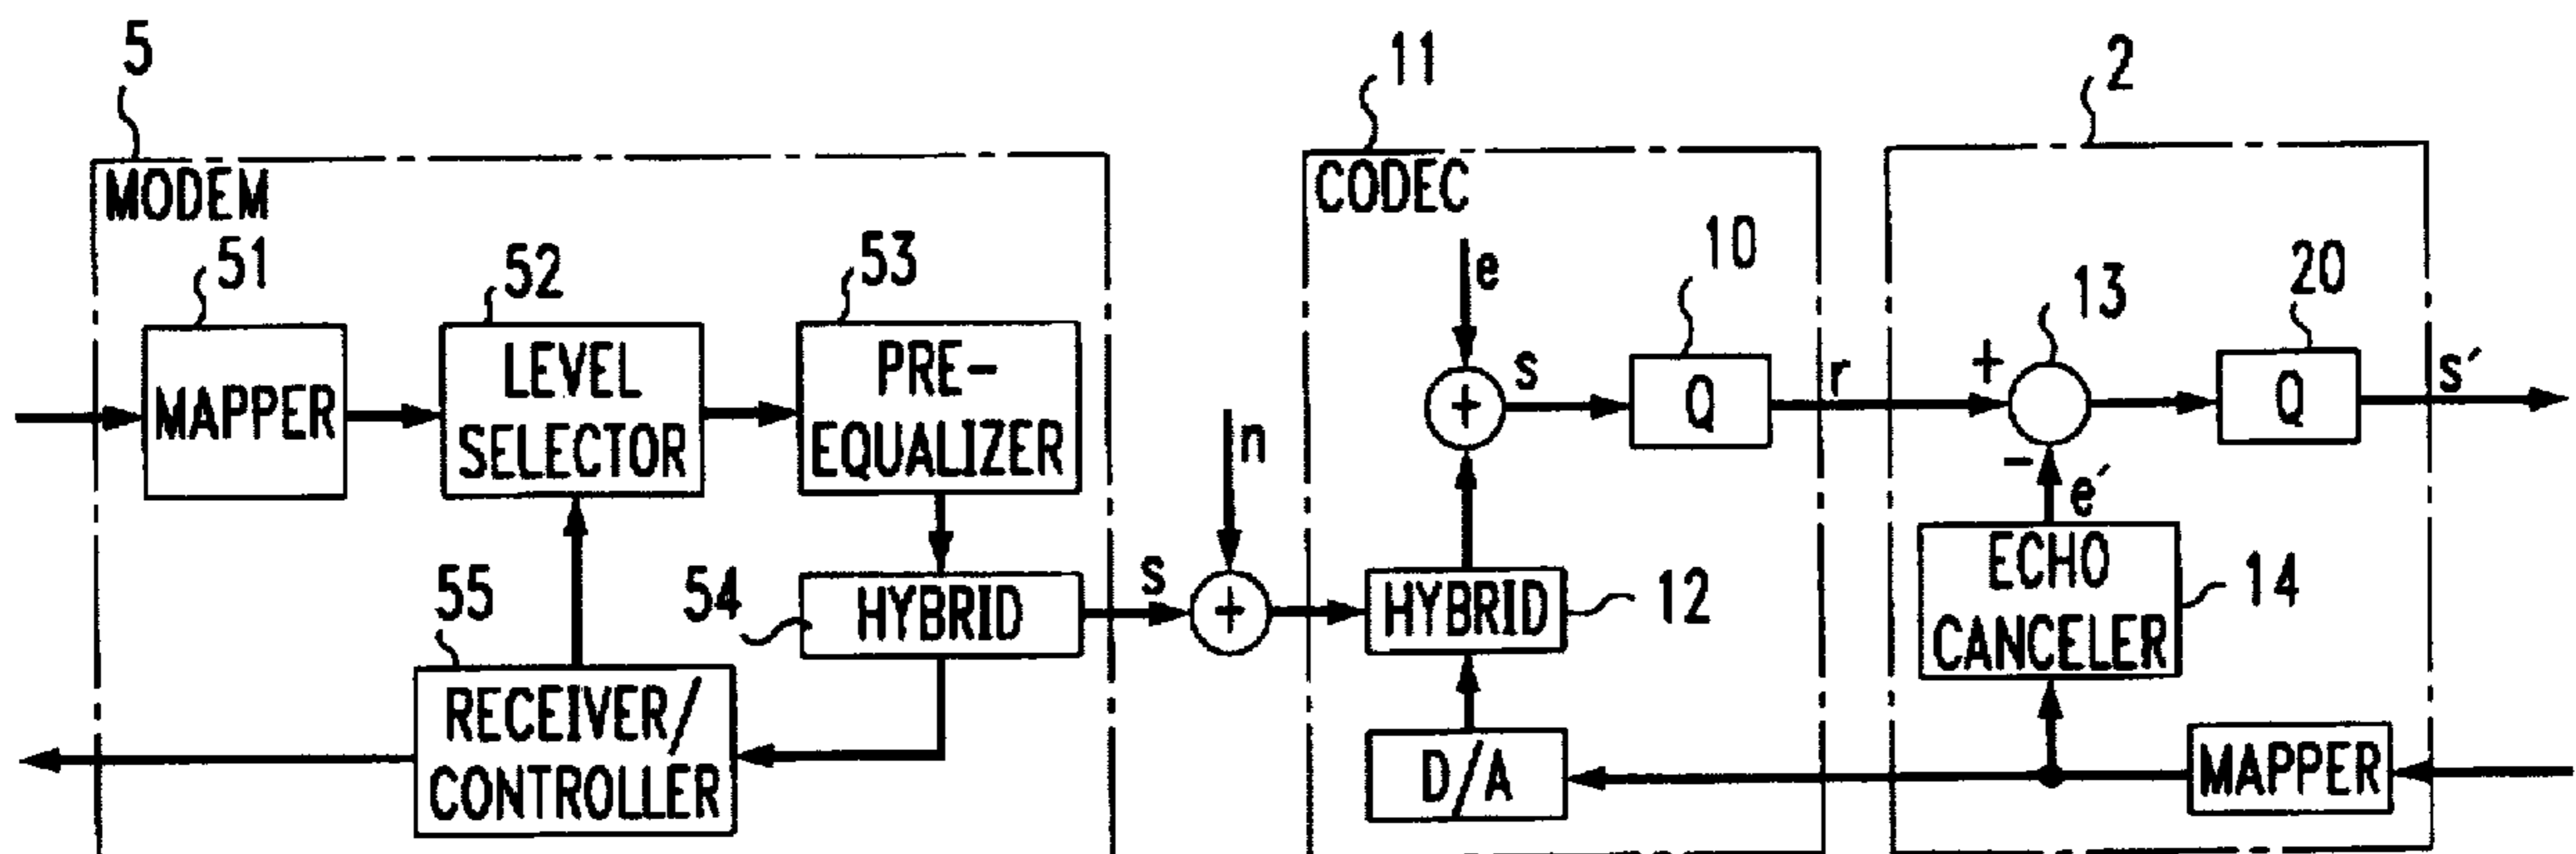 5
11
2
MODEM
CODEC
51
52
53
e
10
13
20
MAPPER
LEVEL
SELECTOR
PRE-
EQUALIZER
n
+
s
Q
r
+
-
e′
Q
s′
55
54
HYBRID
s
+
HYBRID
12
ECHO
CANCELER
14
RECEIVER/
CONTROLLER
D/A
MAPPER